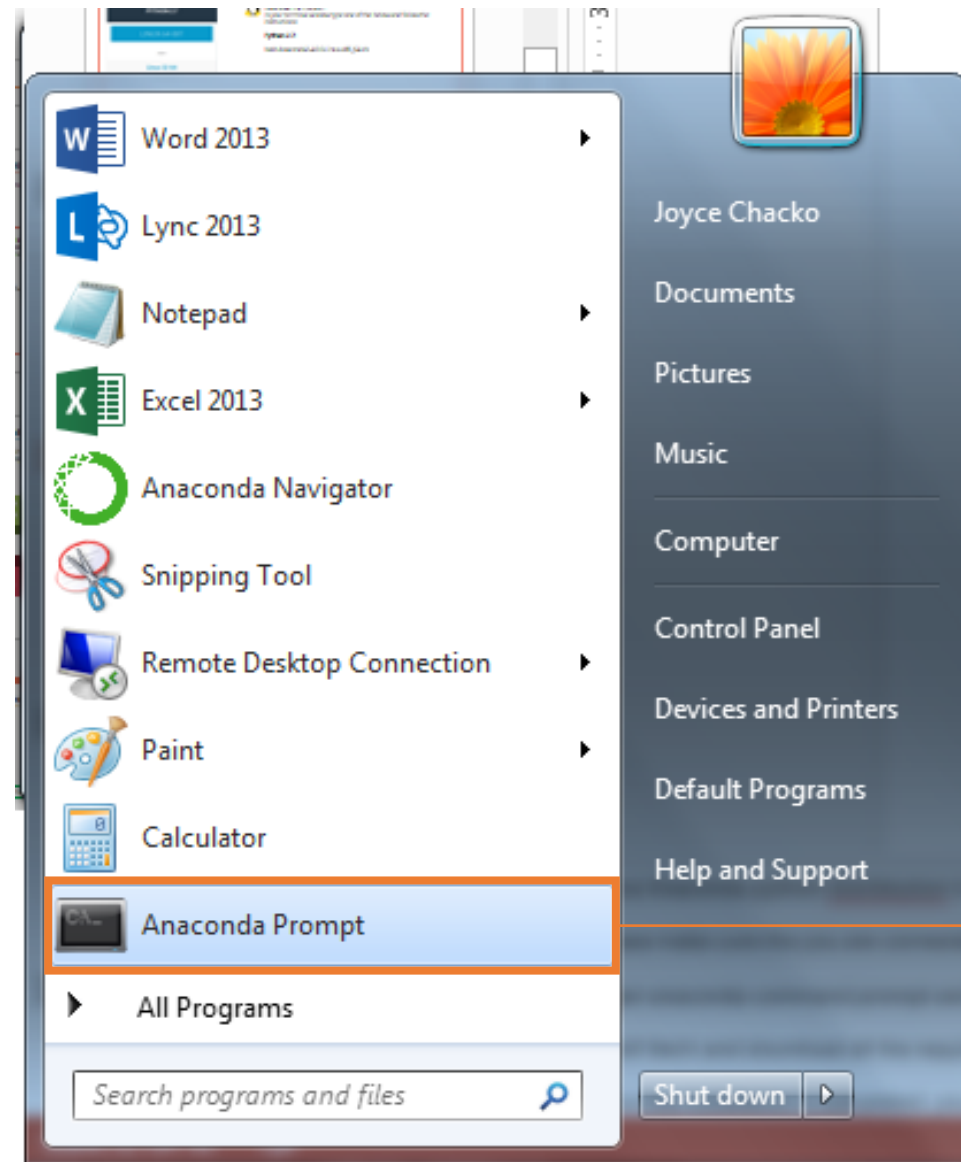 Word 2013
Lync 2013
Notepad
Excel 2013
Anaconda Navigator
Snipping Tool
Remote Desktop Connection
Paint
Calculator
Anaconda Prompt
All Programs
Search programs and files
Joyce Chacko
Documents
Pictures
Music
Computer
Control Panel
Devices and Printers
Default Programs
Help and Support
Shut down